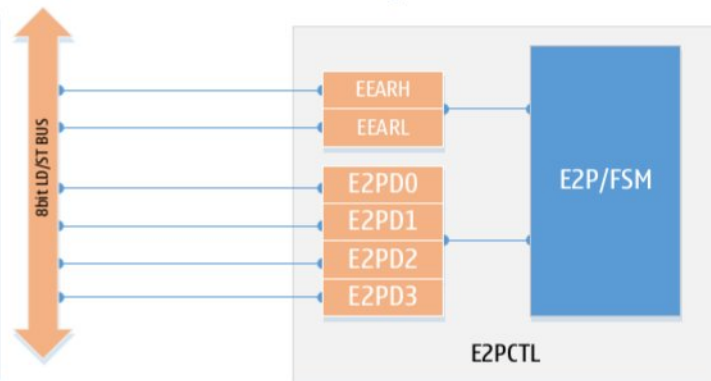 8bit LD/ST BUS
EEARH
EEARL
E2PD0
E2PD1
E2PD2
E2PD3
E2P/FSM
E2PCTL